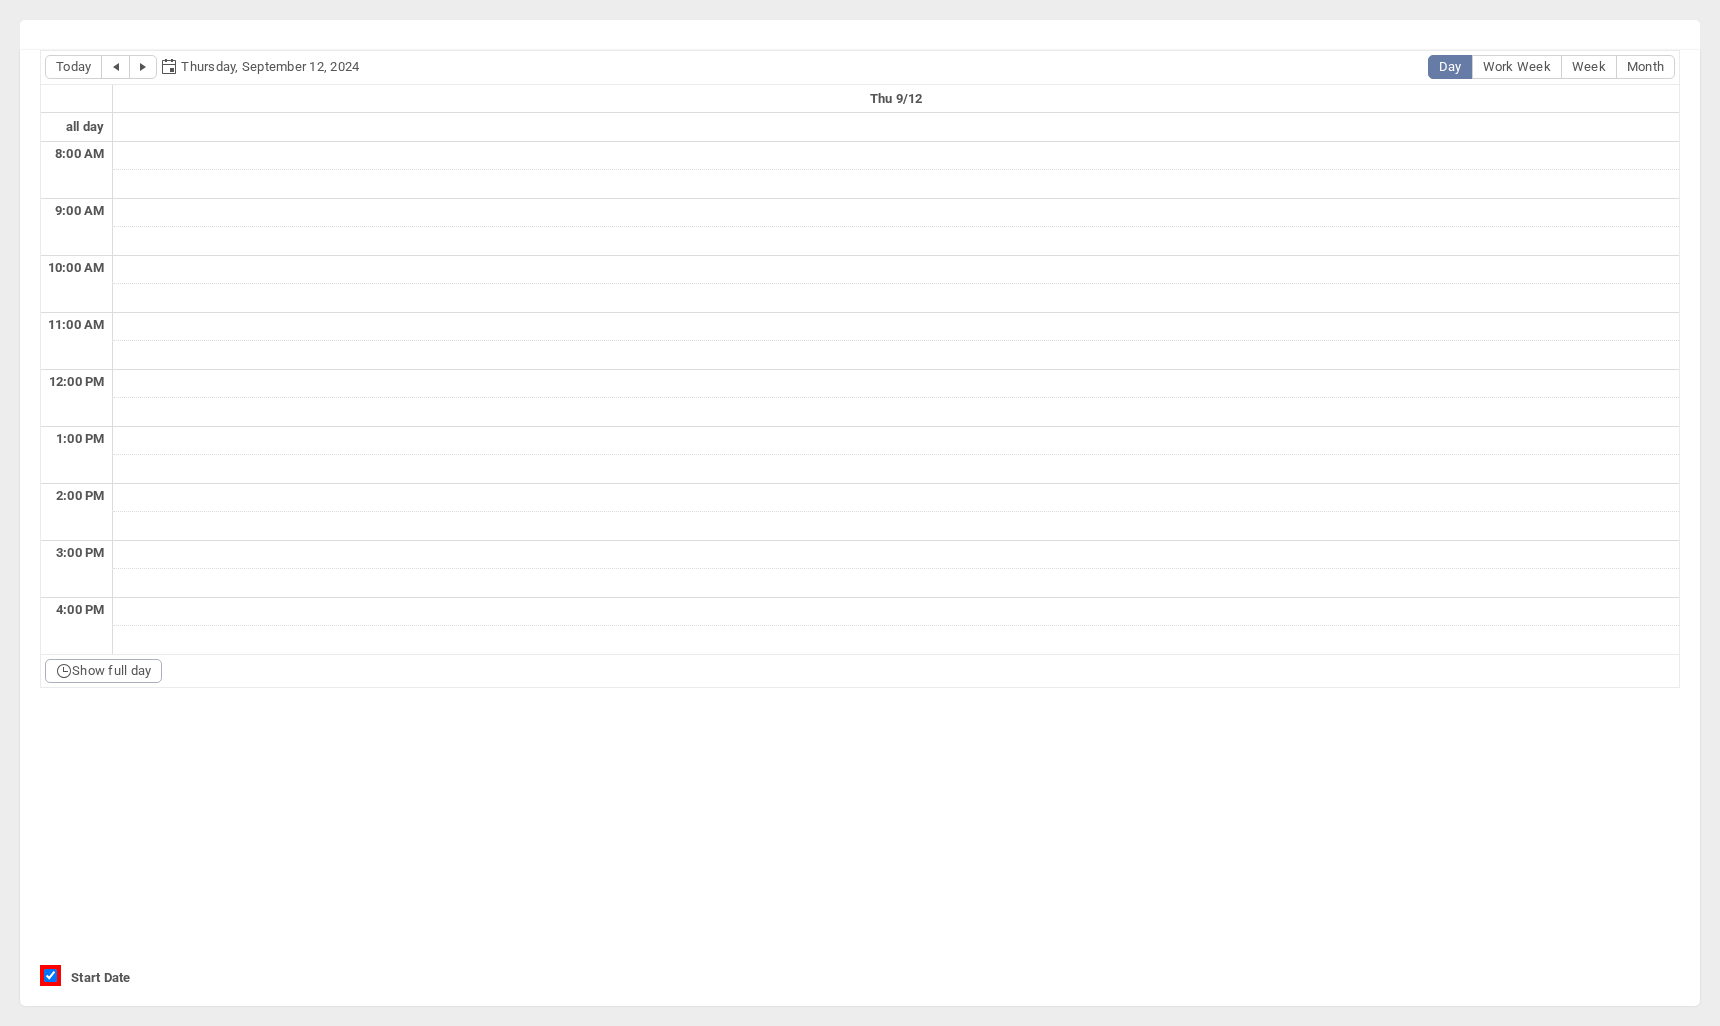 Today Thursday, September 12, 2024 Day Work Week Week Month
Thu 9/12
all day
8:00 AM
9:00 AM
10:00 AM
11:00 AM
12:00 PM
1:00 PM
2:00 PM
3:00 PM
4:00 PM
Show full day
Start Date